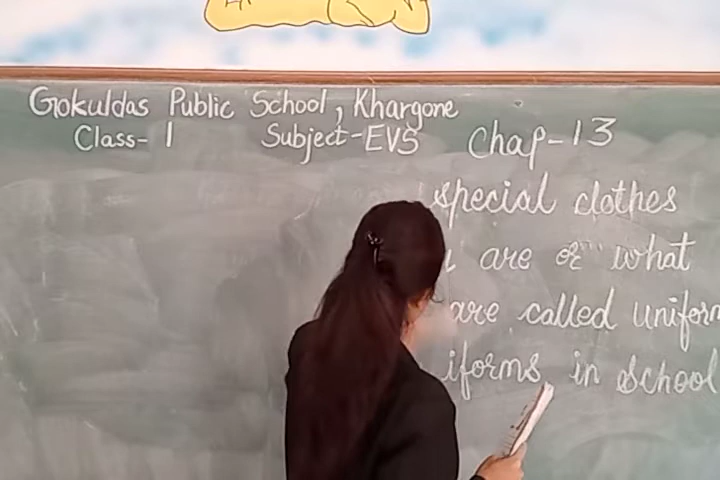 Gokuldas Public School, Khargone
Class-1 Subject-EVS Chap-13
special clothes
are or what
are called uniform
iforms in school